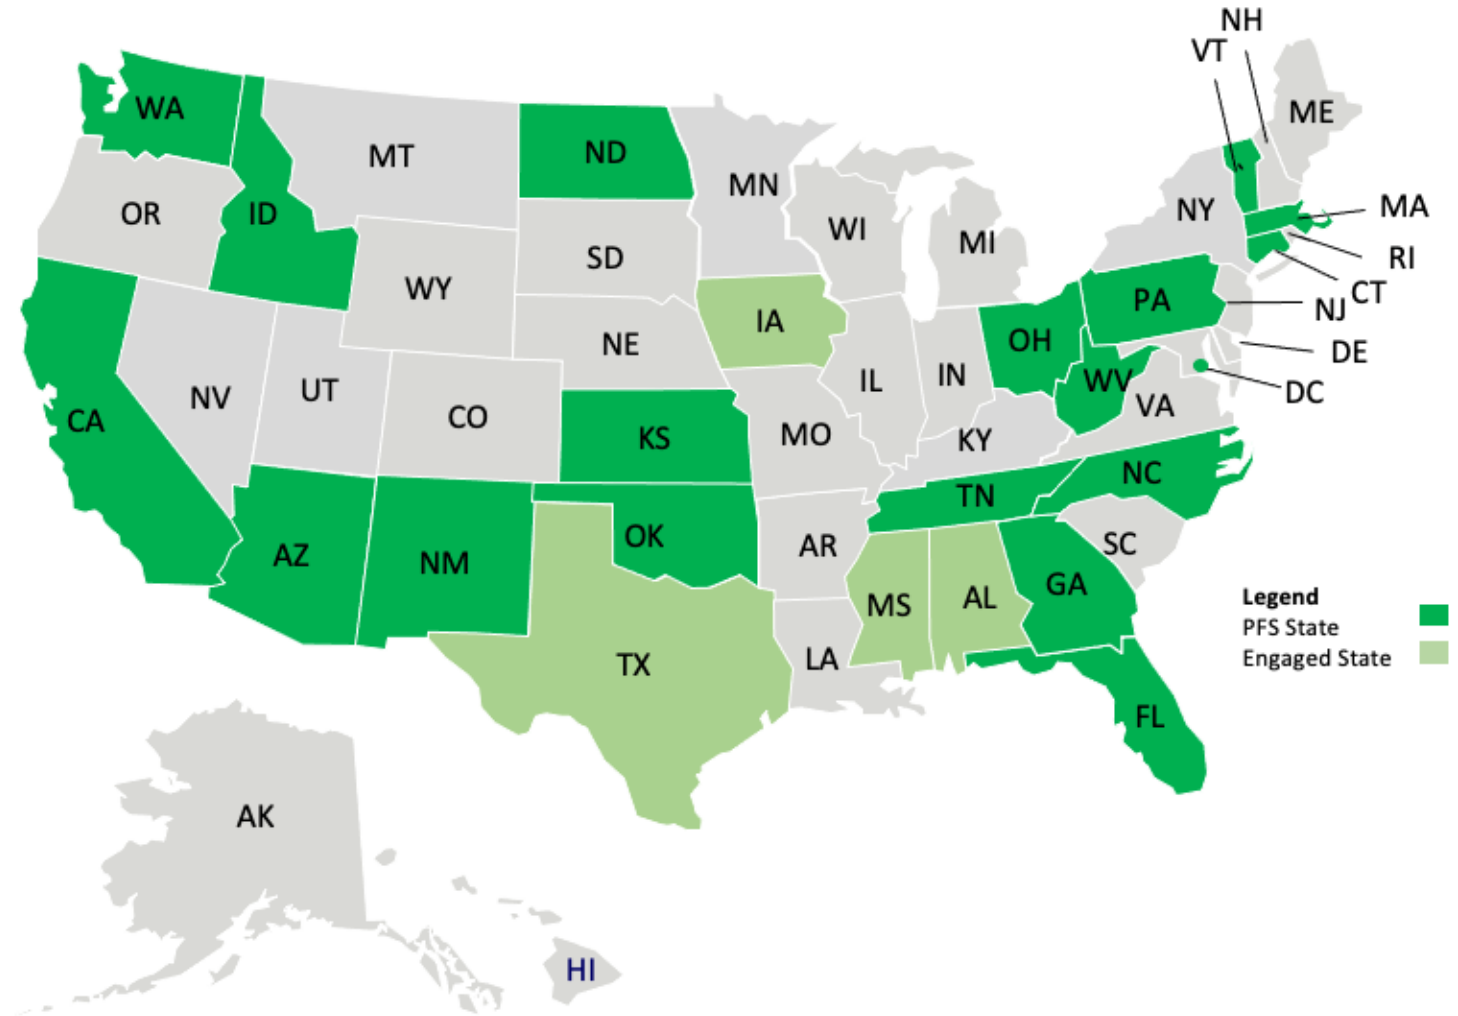 NH
VT
WA
ME
MT
ND
MN
OR
ID
NY
MA
WI
MI
SD
RI
WY
PA
CT
NJ
IA
NE
OH
DE
UT
NV
IL
IN
WV
DC
CA
CO
VA
KS
MO
KY
NC
TN
OK
AR
SC
AZ
NM
GA
MS
AL
Legend
PFS State
Engaged State
TX
LA
FL
AK
HI